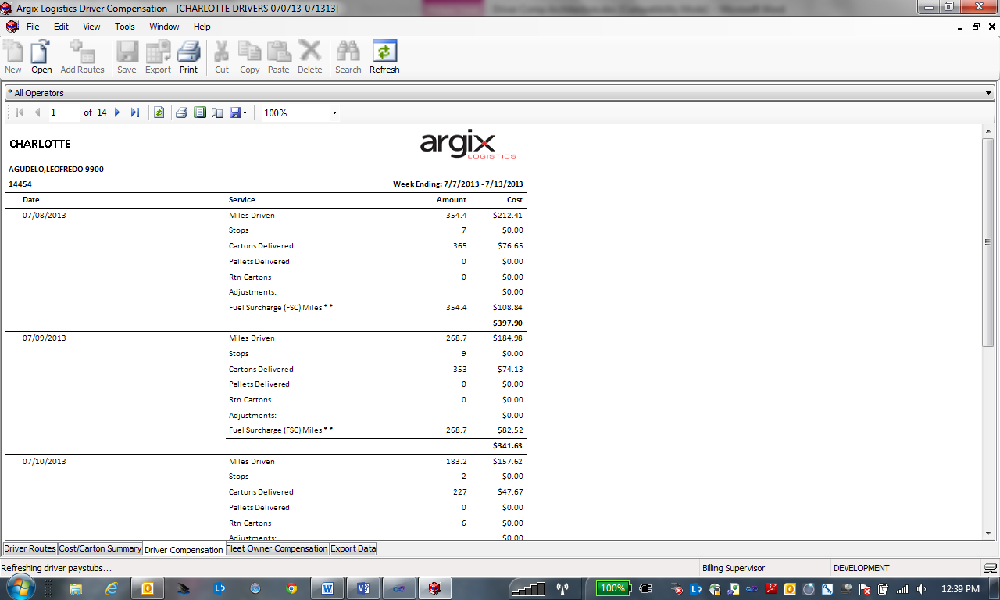 Argix Logistics Driver Compensation - [CHARLOTTE DRIVERS 070713-071313]
File Edit View Tools Window Help
New Open Add Routes Save Export Print Cut Copy Paste Delete Search Refresh
* All Operators
1 of 14 100%
CHARLOTTE
argix
LOGISTICS
AGUDELO,LEOFREDO 9900
14454 Week Ending: 7/7/2013 - 7/13/2013
Date Service Amount Cost
07/08/2013 Miles Driven 354.4 $212.41
Stops 7 $0.00
Cartons Delivered 365 $76.65
Pallets Delivered 0 $0.00
Rtn Cartons 0 $0.00
Adjustments: $0.00
Fuel Surcharge (FSC) Miles ** 354.4 $108.84
$397.90
07/09/2013 Miles Driven 268.7 $184.98
Stops 9 $0.00
Cartons Delivered 353 $74.13
Pallets Delivered 0 $0.00
Rtn Cartons 0 $0.00
Adjustments: $0.00
Fuel Surcharge (FSC) Miles ** 268.7 $82.52
$341.63
07/10/2013 Miles Driven 183.2 $157.62
Stops 2 $0.00
Cartons Delivered 227 $47.67
Pallets Delivered 0 $0.00
Rtn Cartons 6 $0.00
Adjustments: $0.00
Driver Routes Cost/Carton Summary Driver Compensation Fleet Owner Compensation Export Data
Refreshing driver paystubs... Billing Supervisor DEVELOPMENT
100% 12:39 PM